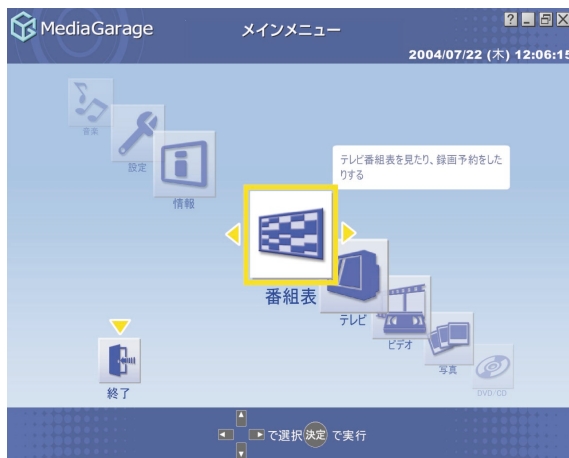 MediaGarage
メインメニュー
2004/07/22 (木) 12:06:15
音楽
設定
情報
テレビ番組表を見たり、録画予約をした
りする
番組表
テレビ
ビデオ
写真
DVD/CD
終了
で選択 決定 で実行